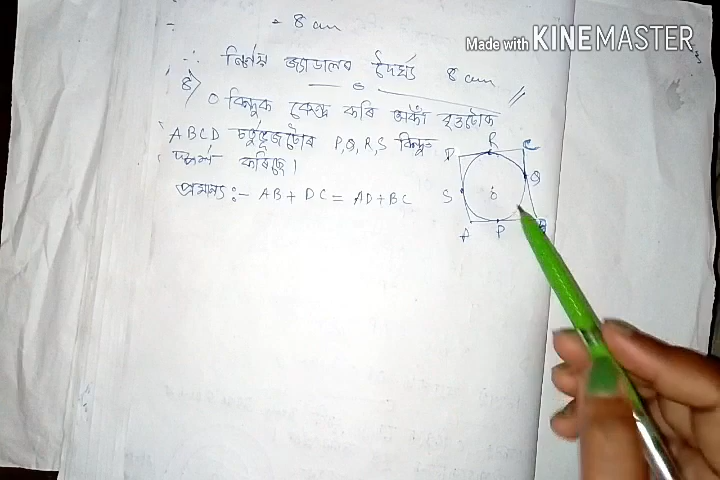 = 8 cm
Made with KINEMASTER
∴ নিৰ্ণেয় জ্যাডালৰ দৈৰ্ঘ্য 8 cm
8) O বিন্দুক কেন্দ্ৰ কৰি অকাঁ বৃত্তটোক
ABCD চতুৰ্ভূজটোৰ P, Q, R, S বিন্দুত
স্পৰ্শ কৰিছে।
প্ৰমাণ্য :- AB + DC = AD + BC
D R C
S O Q
A P B